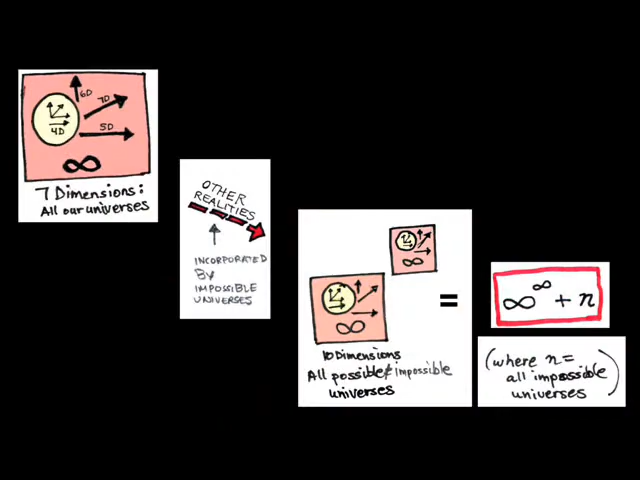 6D
7D
4D
5D
∞
7 Dimensions:
All our universes
OTHER
REALITIES
INCORPORATED
BY
IMPOSSIBLE
UNIVERSES
∞
∞
10 Dimensions
All possible & impossible
universes
=
∞^∞ + n
(where n =
all impossible
universes)